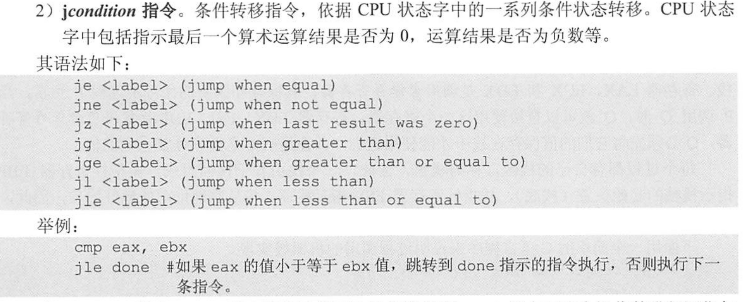 2）jcondition 指令。条件转移指令，依据 CPU 状态字中的一系列条件状态转移。CPU 状态
字中包括指示最后一个算术运算结果是否为 0，运算结果是否为负数等。
其语法如下：
je <label> (jump when equal)
jne <label> (jump when not equal)
jz <label> (jump when last result was zero)
jg <label> (jump when greater than)
jge <label> (jump when greater than or equal to)
jl <label> (jump when less than)
jle <label> (jump when less than or equal to)
举例：
cmp eax, ebx
jle done #如果 eax 的值小于等于 ebx 值，跳转到 done 指示的指令执行，否则执行下一
条指令。